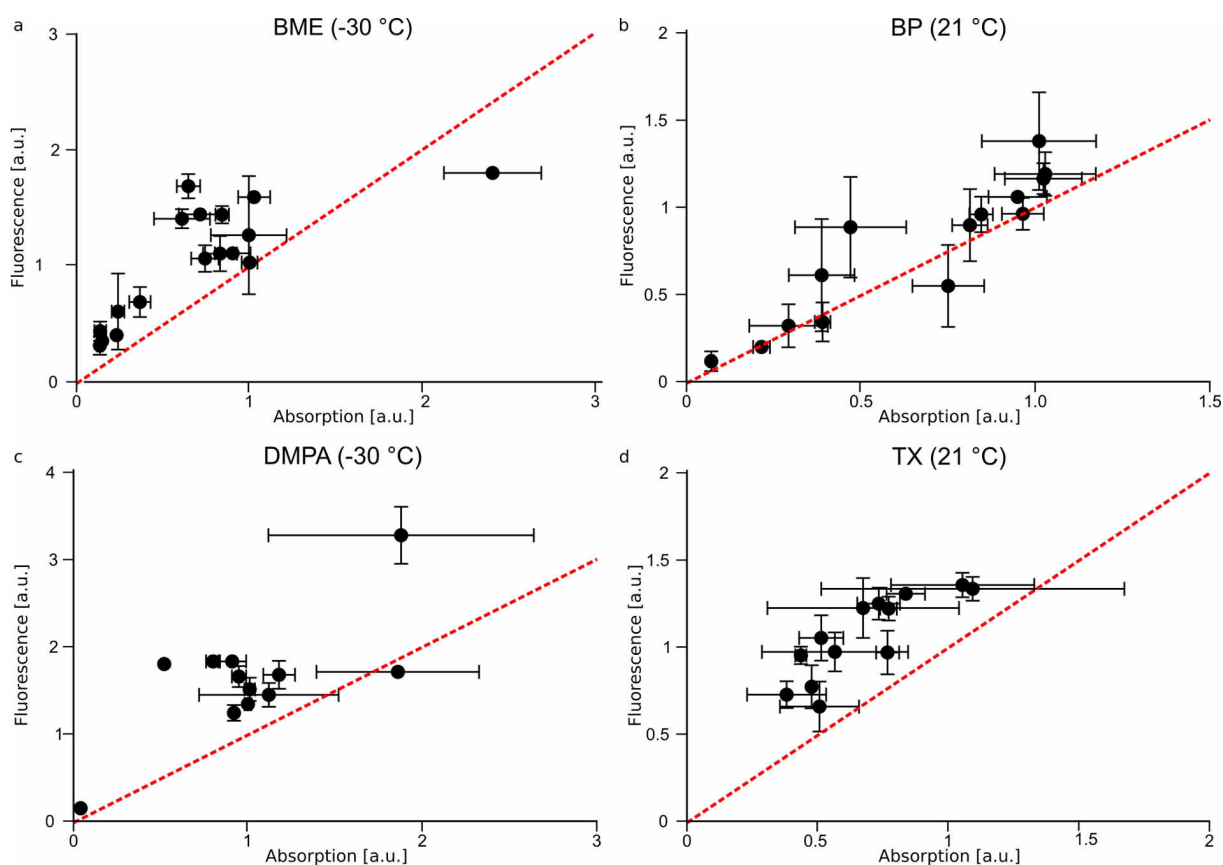 a
BME (-30 °C)
3
2
1
0
Fluorescence [a.u.]
0
1
2
3
Absorption [a.u.]
b
BP (21 °C)
2
1.5
1
0.5
0
Fluorescence [a.u.]
0
0.5
1.0
1.5
Absorption [a.u.]
c
DMPA (-30 °C)
4
3
2
1
0
Fluorescence [a.u.]
0
1
2
3
Absorption [a.u.]
d
TX (21 °C)
2
1.5
1
0.5
0
Fluorescence [a.u.]
0
0.5
1
1.5
2
Absorption [a.u.]